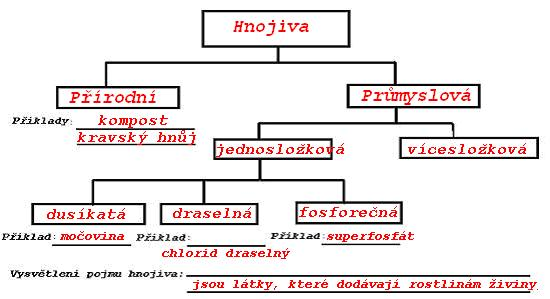 Hnojiva
Přírodní
Průmyslová
Příklady: kompost
kravský hnůj
jednosložková
vícesložková
dusíkatá
draselná
fosforečná
Příklad: močovina
Příklad:
chlorid draselný
Příklad: superfosfát
Vysvětlení pojmu hnojiva:
jsou látky, které dodávají rostlinám živiny